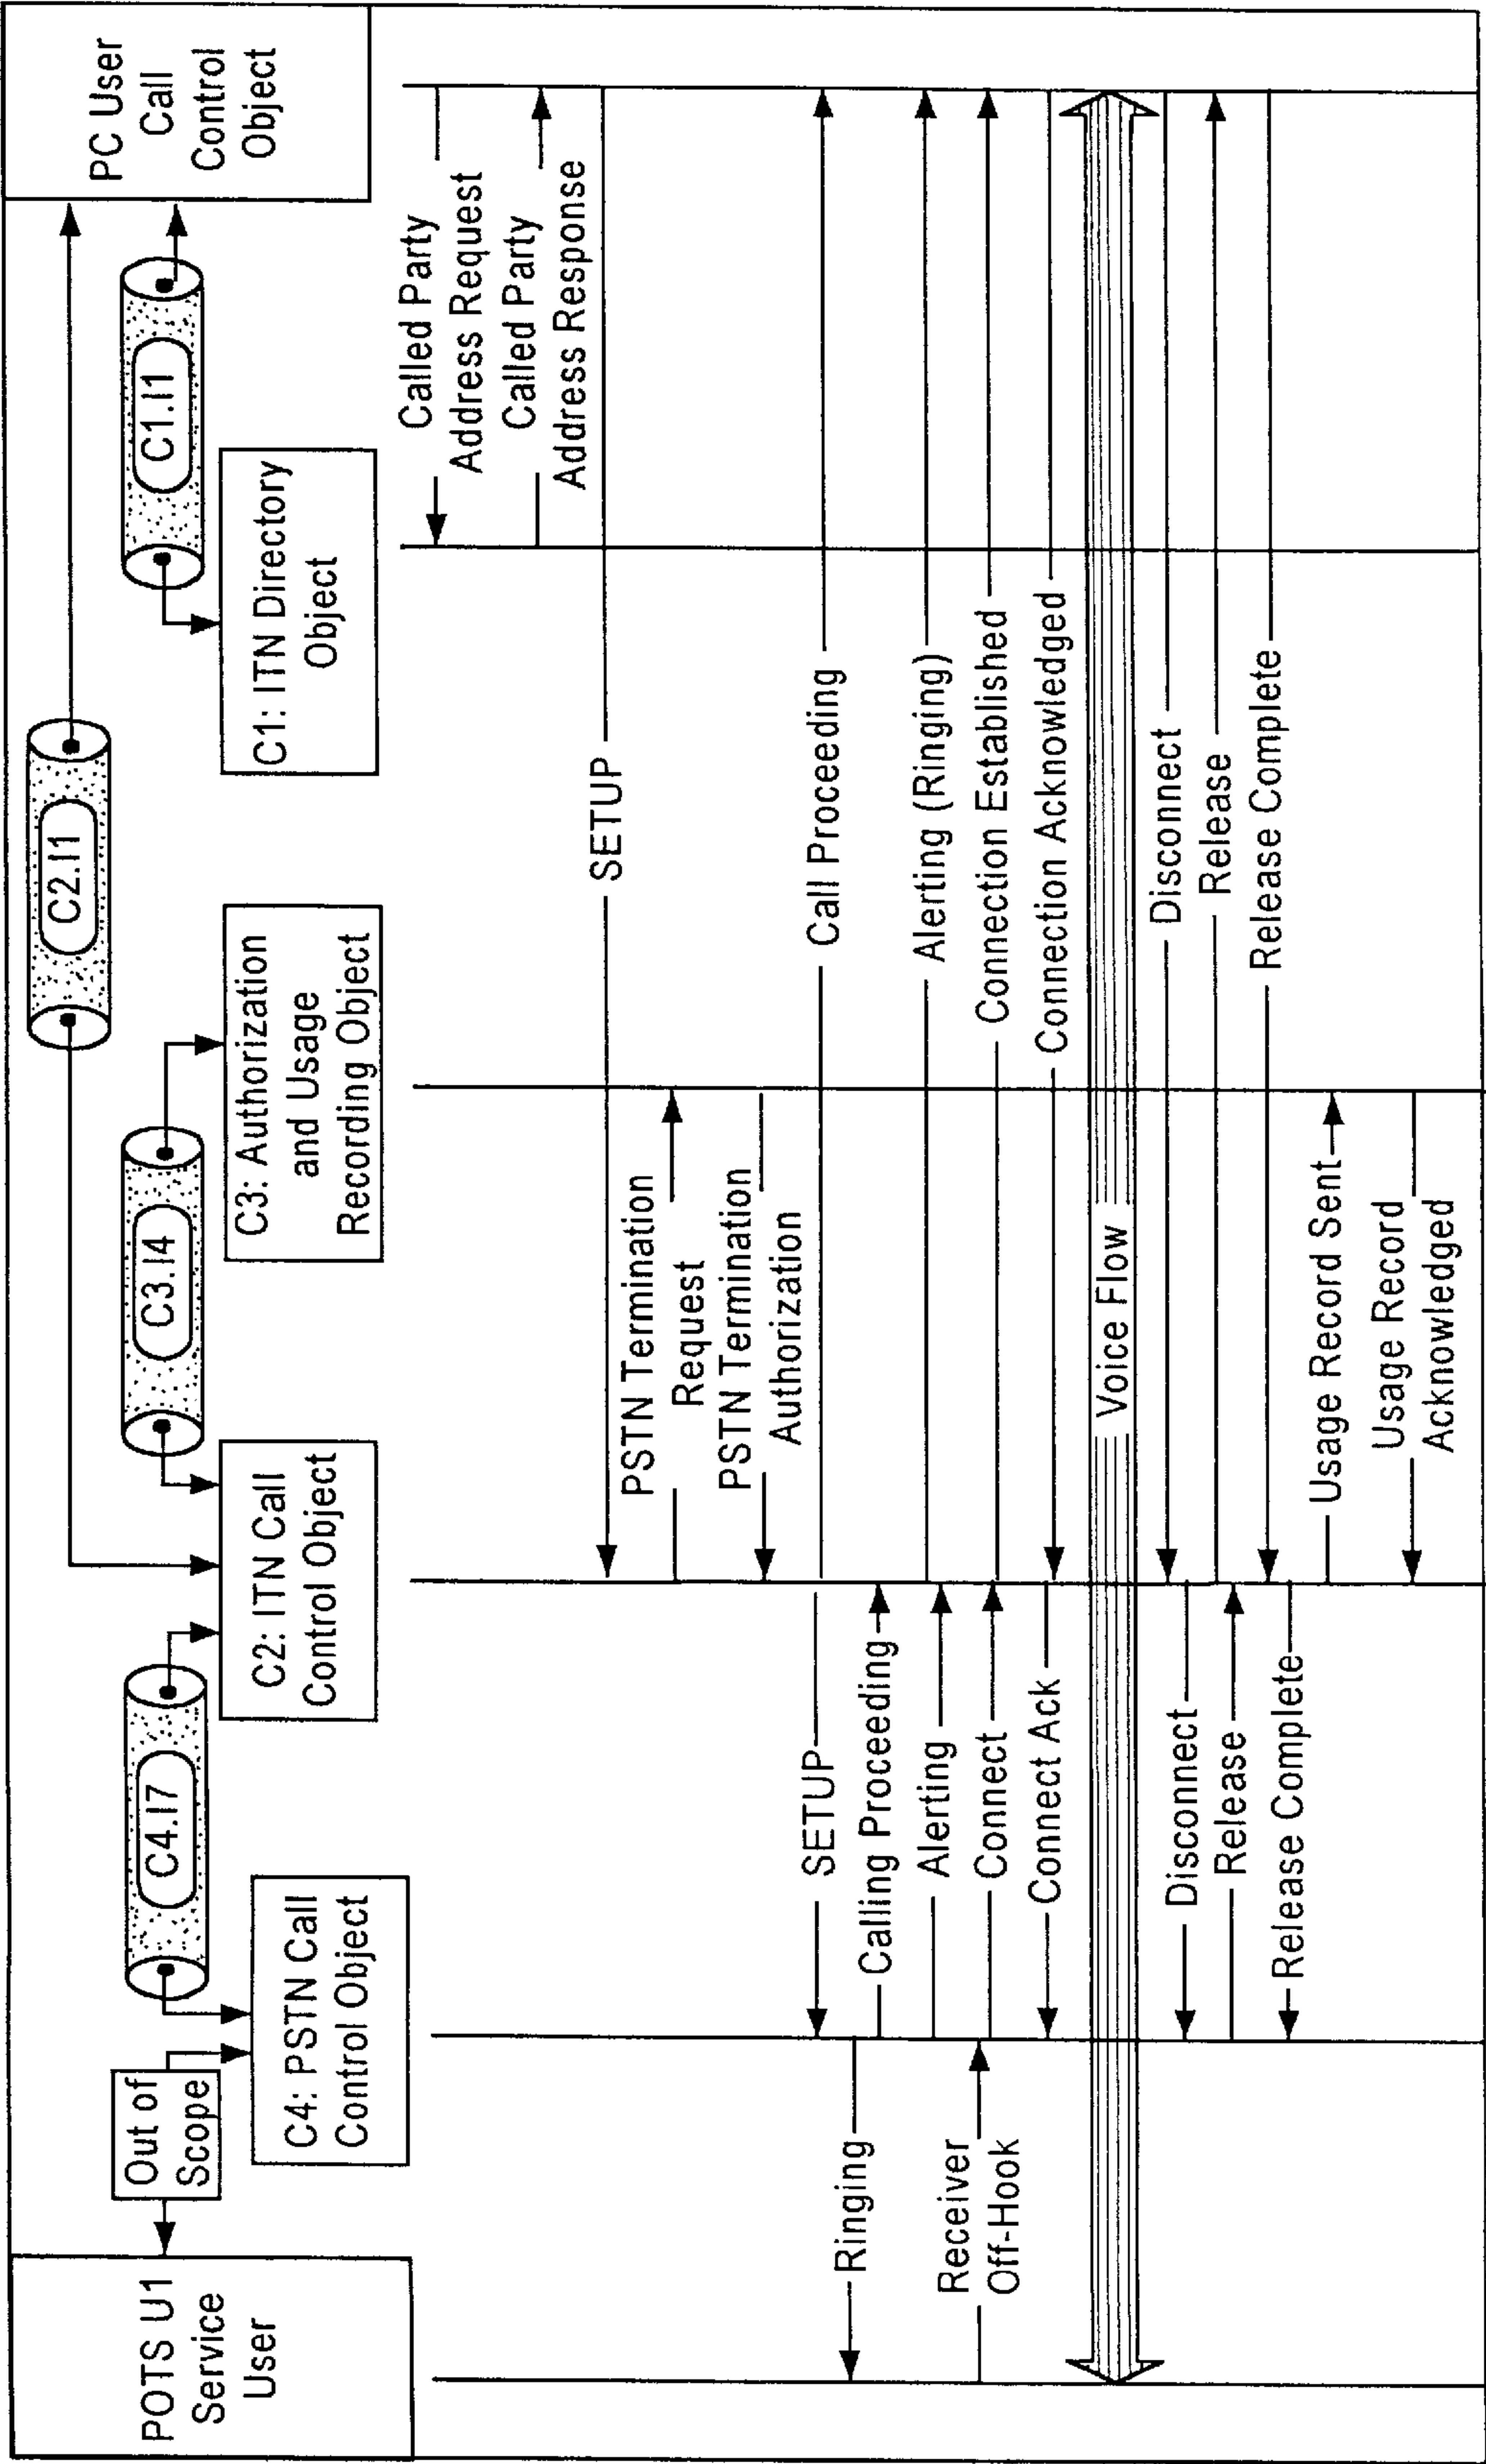 POTS U1
Service
User
Out of
Scope
C4: PSTN Call
Control Object
C4.I7
C2: ITN Call
Control Object
C3.I4
C3: Authorization
and Usage
Recording Object
C2.I1
C1: ITN Directory
Object
C1.I1
PC User
Call
Control
Object
Called Party
Address Request
Called Party
Address Response
SETUP
PSTN Termination
Request
PSTN Termination
Authorization
SETUP
Call Proceeding
Ringing
Calling Proceeding
Alerting
Alerting (Ringing)
Receiver
Off-Hook
Connect
Connection Established
Connect Ack
Connection Acknowledged
Voice Flow
Disconnect
Disconnect
Release
Release
Release Complete
Release Complete
Usage Record Sent
Usage Record
Acknowledged